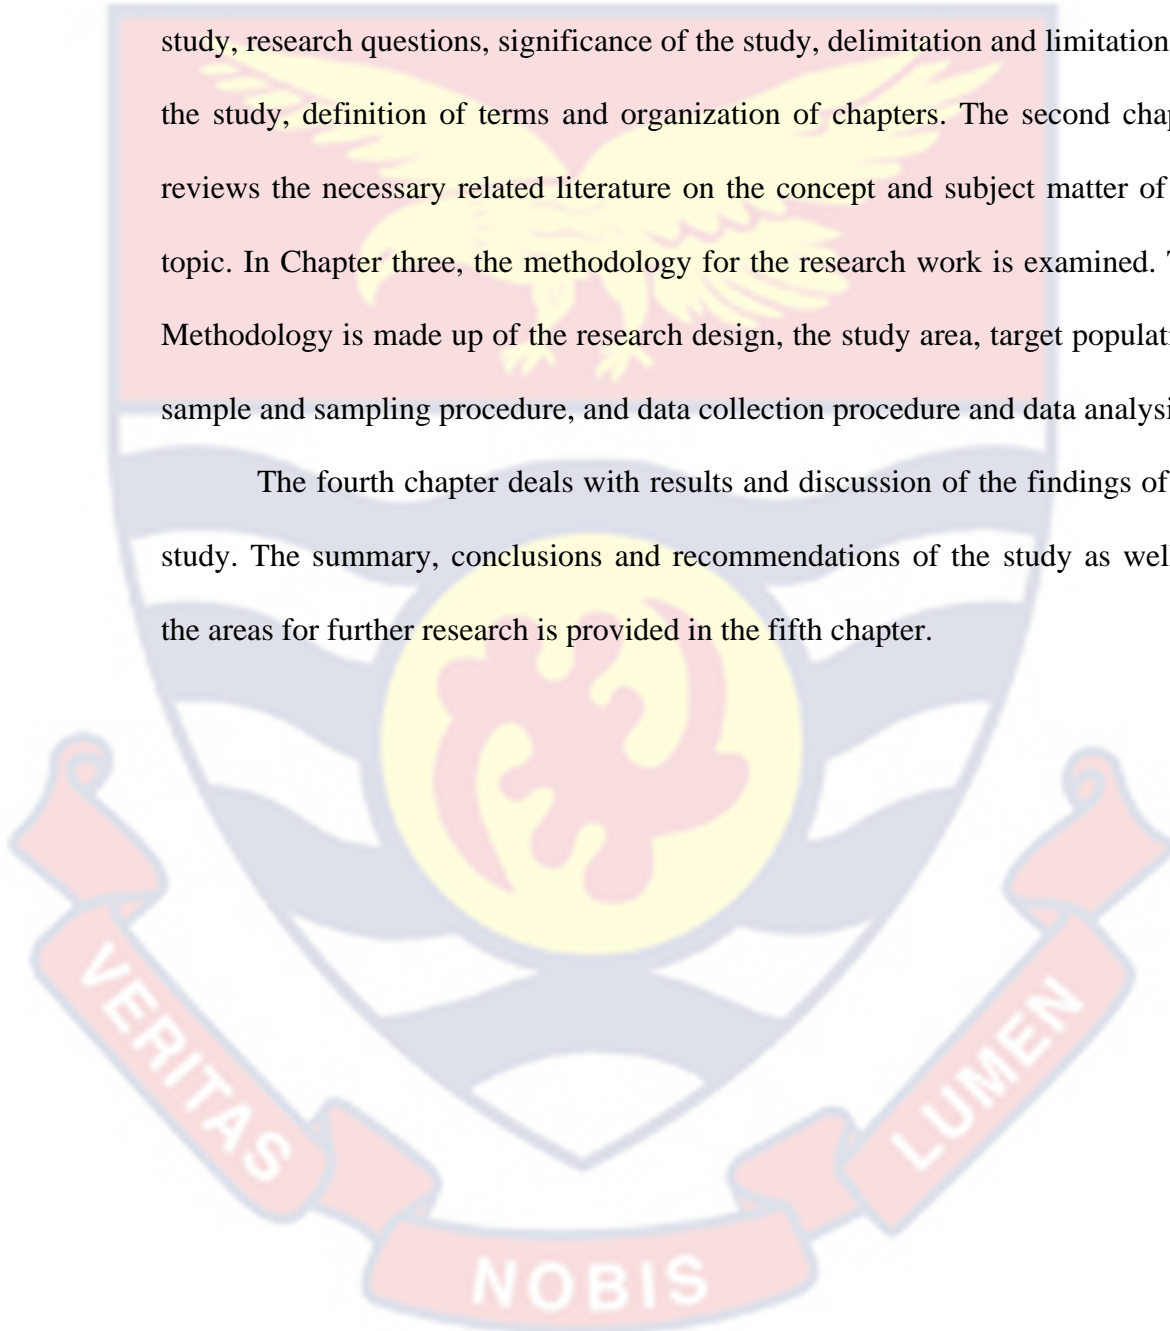 study, research questions, significance of the study, delimitation and limitation
the study, definition of terms and organization of chapters. The second
reviews the necessary related literature on the concept and subject matter of
topic. In Chapter three, the methodology for the research work is examined.
Methodology is made up of the research design, the study area, target
sample and sampling procedure, and data collection procedure and data
The fourth chapter deals with results and discussion of the findings of
study. The summary, conclusions and recommendations of the study as
the areas for further research is provided in the fifth chapter.
VERITAS
NOBIS
LUMEN